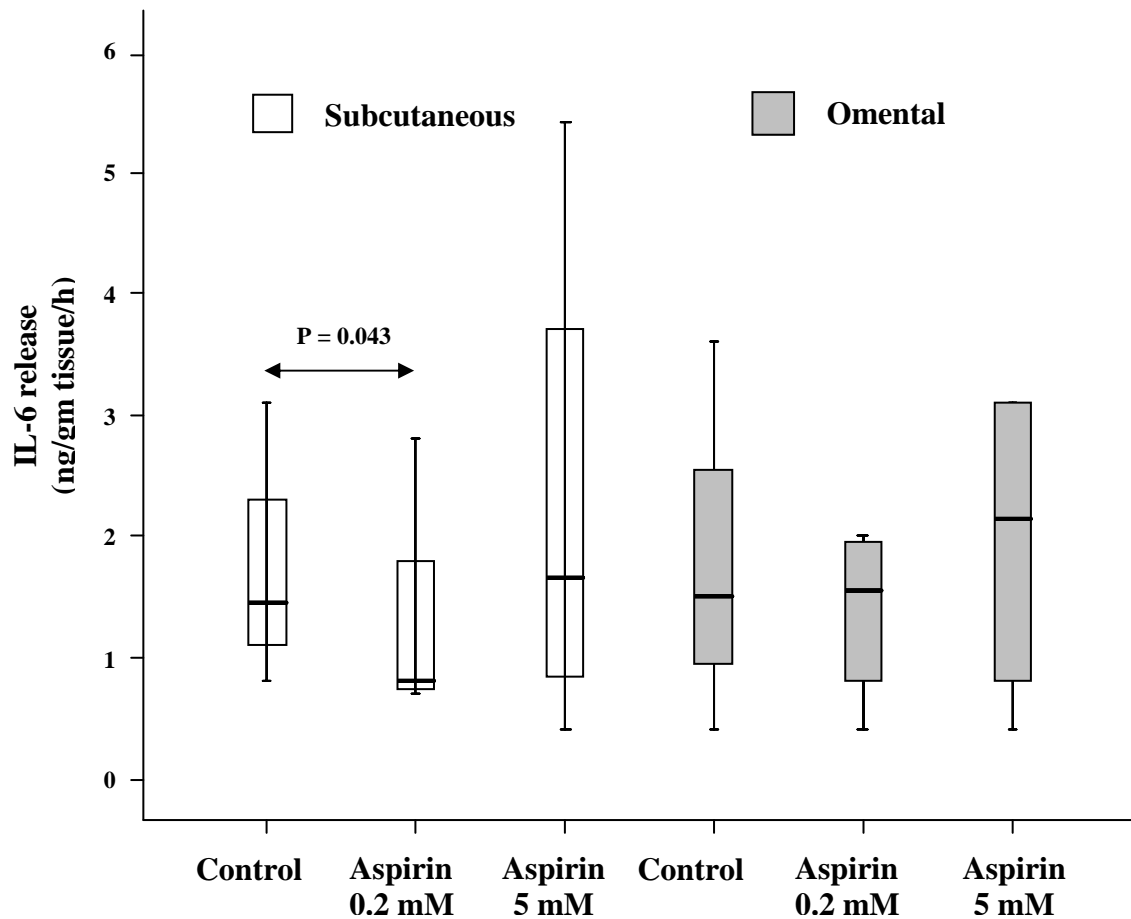 6
Subcutaneous
Omental
5
4
P = 0.043
3
IL-6 release
(ng/gm tissue/h)
2
1
0
Control
Aspirin
0.2 mM
Aspirin
5 mM
Control
Aspirin
0.2 mM
Aspirin
5 mM